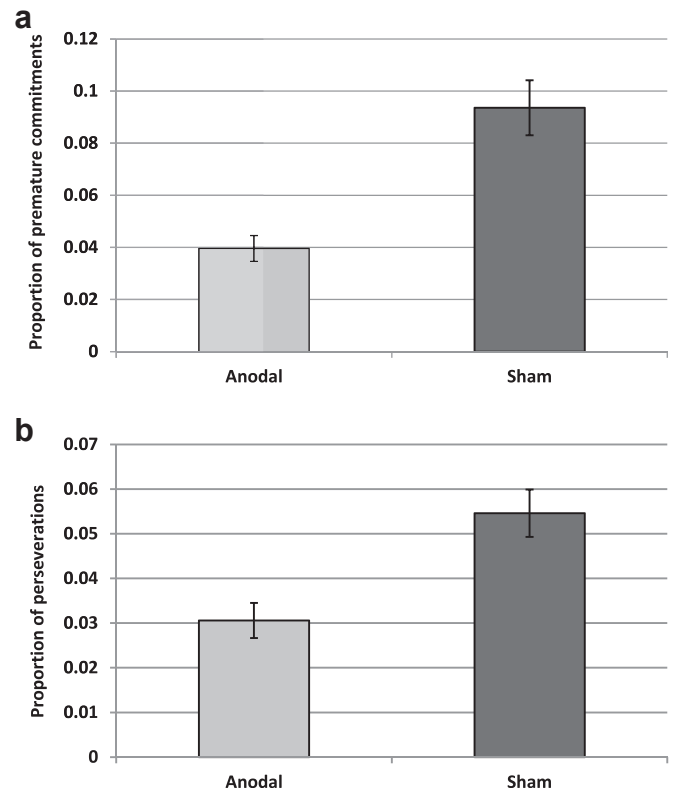 a
Proportion of premature commitments
0.12
0.1
0.08
0.06
0.04
0.02
0
Anodal Sham
b
Proportion of perseverations
0.07
0.06
0.05
0.04
0.03
0.02
0.01
0
Anodal Sham